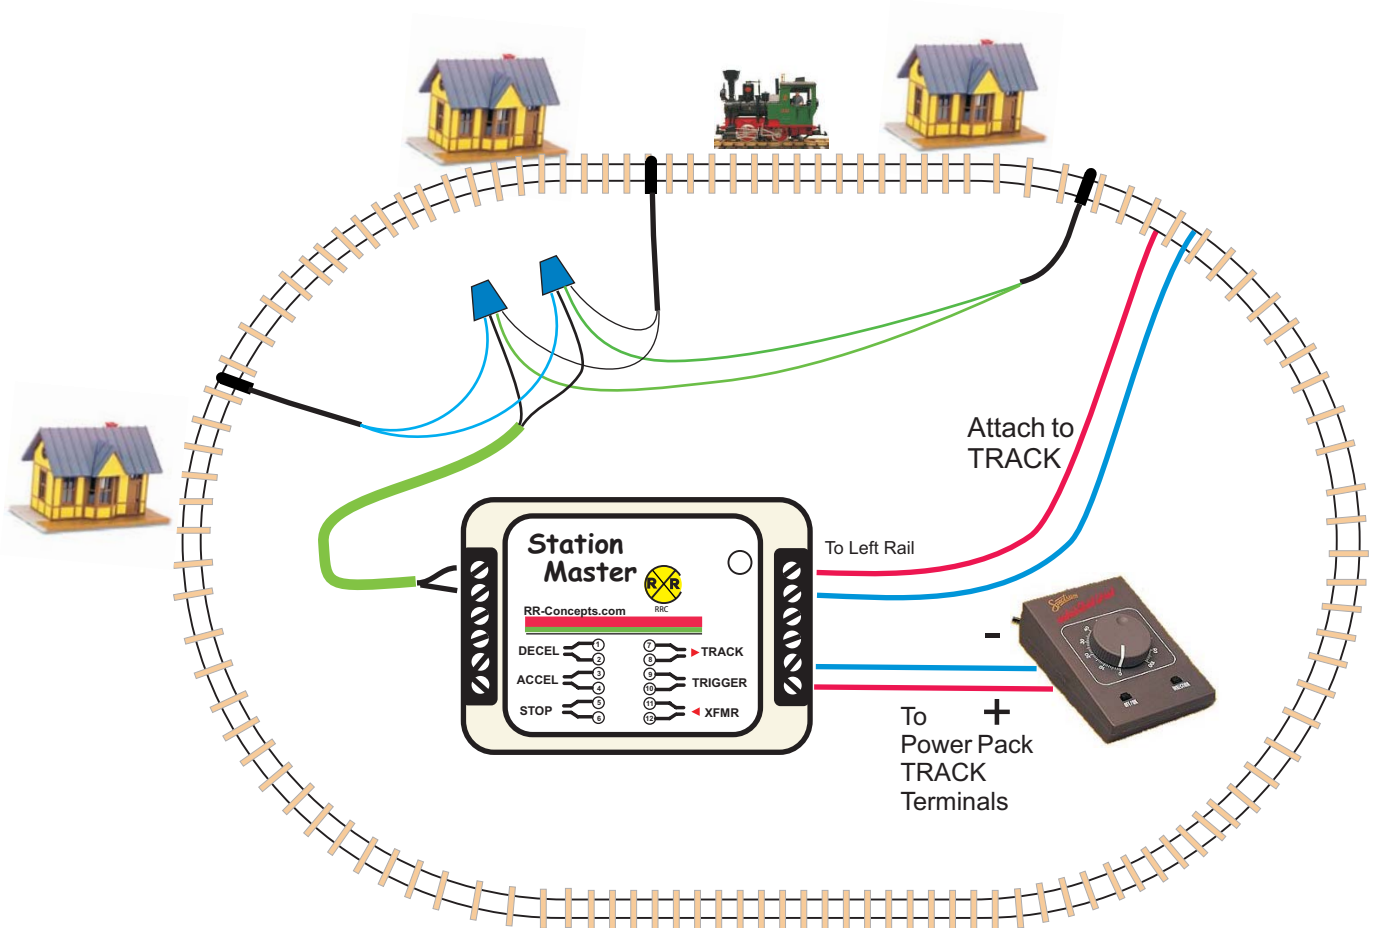 Attach to
TRACK
To Left Rail
Station
Master
R R
RRC
RR-Concepts.com
DECEL 1 2
ACCEL 3 4
STOP 5 6
7 8 TRACK
9 10 TRIGGER
11 12 XFMR
-
+
To
Power Pack
TRACK
Terminals